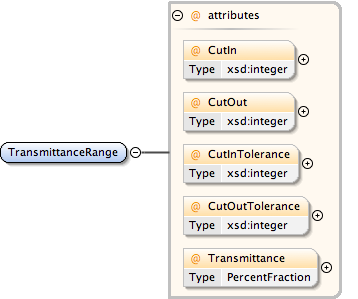 attributes
@ CutIn
Type xsd:integer
@ CutOut
Type xsd:integer
TransmittanceRange
@ CutInTolerance
Type xsd:integer
@ CutOutTolerance
Type xsd:integer
@ Transmittance
Type PercentFraction